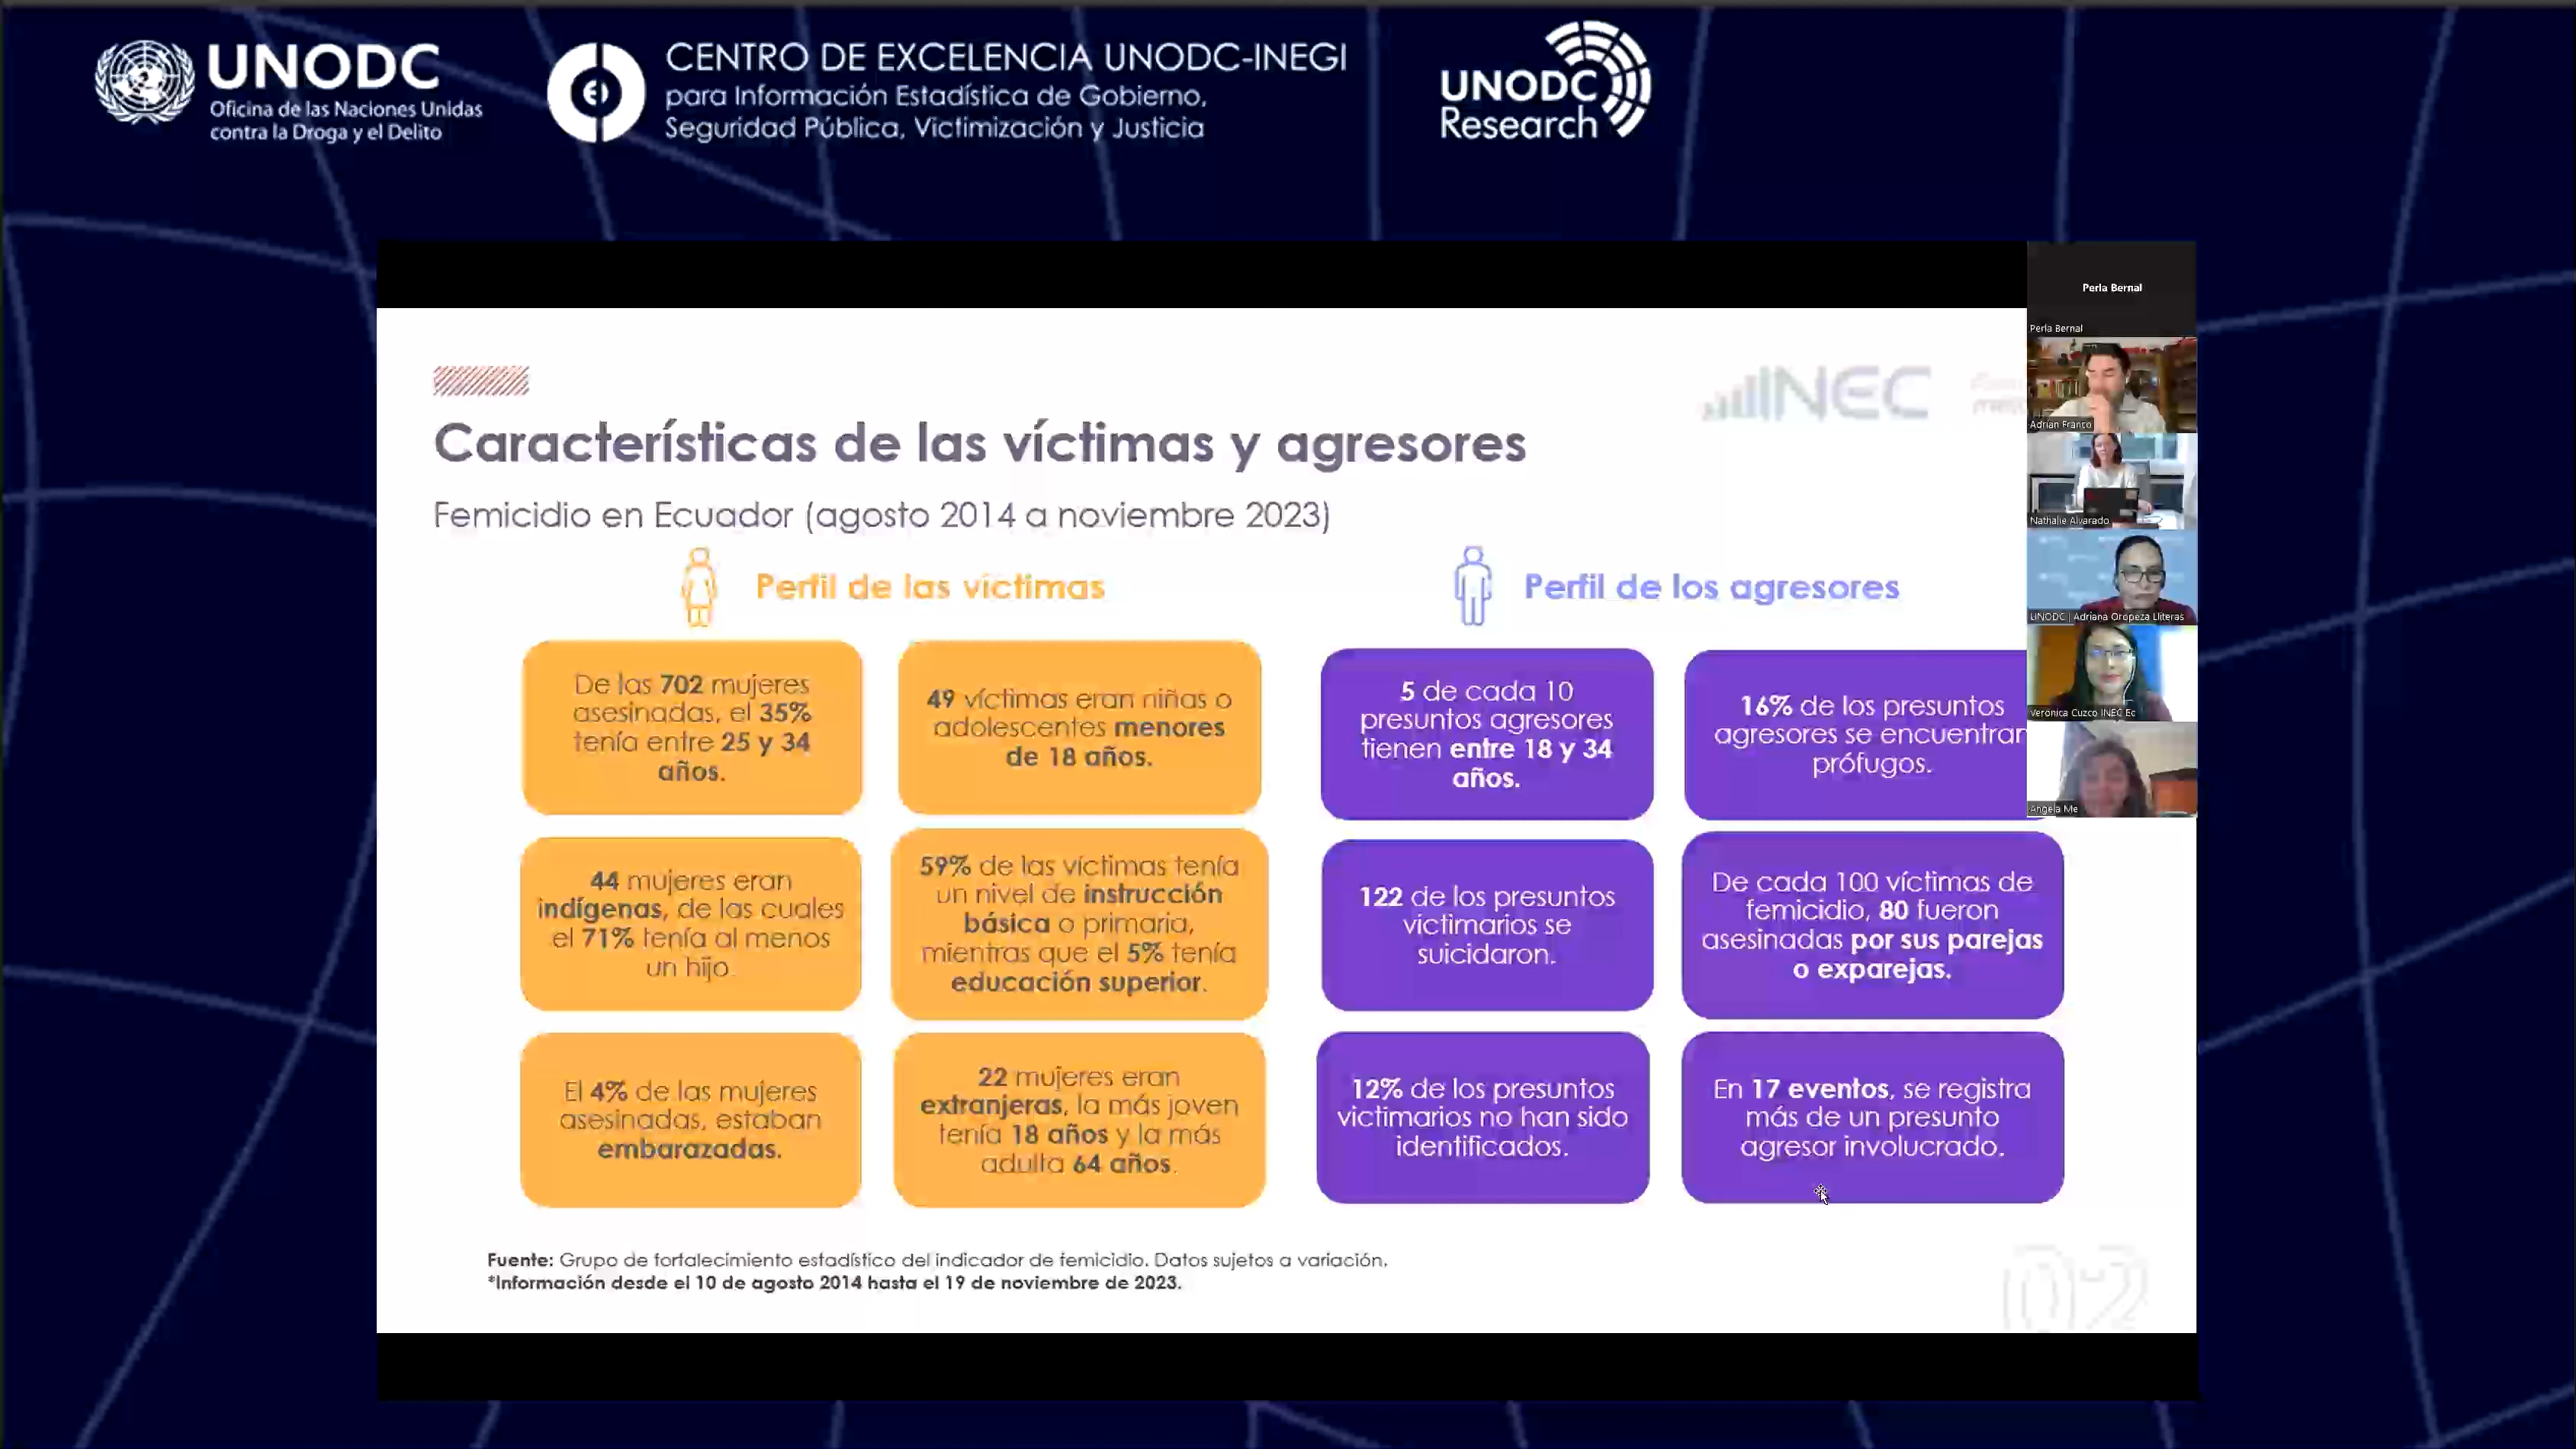 UNODC
Oficina de las Naciones Unidas
contra la Droga y el Delito
CENTRO DE EXCELENCIA UNODC-INEGI
para Información Estadística de Gobierno,
Seguridad Pública, Victimización y Justicia
UNODC
Research
INEC
Características de las víctimas y agresores
Femicidio en Ecuador (agosto 2014 a noviembre 2023)
Perfil de las víctimas
De las 702 mujeres
asesinadas, el 35%
tenía entre 25 y 34
años.
49 víctimas eran niñas o
adolescentes menores
de 18 años.
44 mujeres eran
indígenas, de las cuales
el 71% tenía al menos
un hijo.
59% de las víctimas tenía
un nivel de instrucción
básica o primaria,
mientras que el 5% tenía
educación superior.
El 4% de las mujeres
asesinadas, estaban
embarazadas.
22 mujeres eran
extranjeras, la más joven
tenía 18 años y la más
adulta 64 años.
Perfil de los agresores
5 de cada 10
presuntos agresores
tienen entre 18 y 34
años.
16% de los presuntos
agresores se encuentran
prófugos.
122 de los presuntos
victimarios se
suicidaron.
De cada 100 víctimas de
femicidio, 80 fueron
asesinadas por sus parejas
o exparejas.
12% de los presuntos
victimarios no han sido
identificados.
En 17 eventos, se registra
más de un presunto
agresor involucrado.
Fuente: Grupo de fortalecimiento estadístico del indicador de femicidio. Datos sujetos a variación.
*Información desde el 10 de agosto 2014 hasta el 19 de noviembre de 2023.
02
Perla Bernal
Perla Bernal
Adrián Franco
Nathalie Alvarado
UNODC | Adriana Oropeza Lliteras
Verónica Cuzco INEC Ec
Angela Me